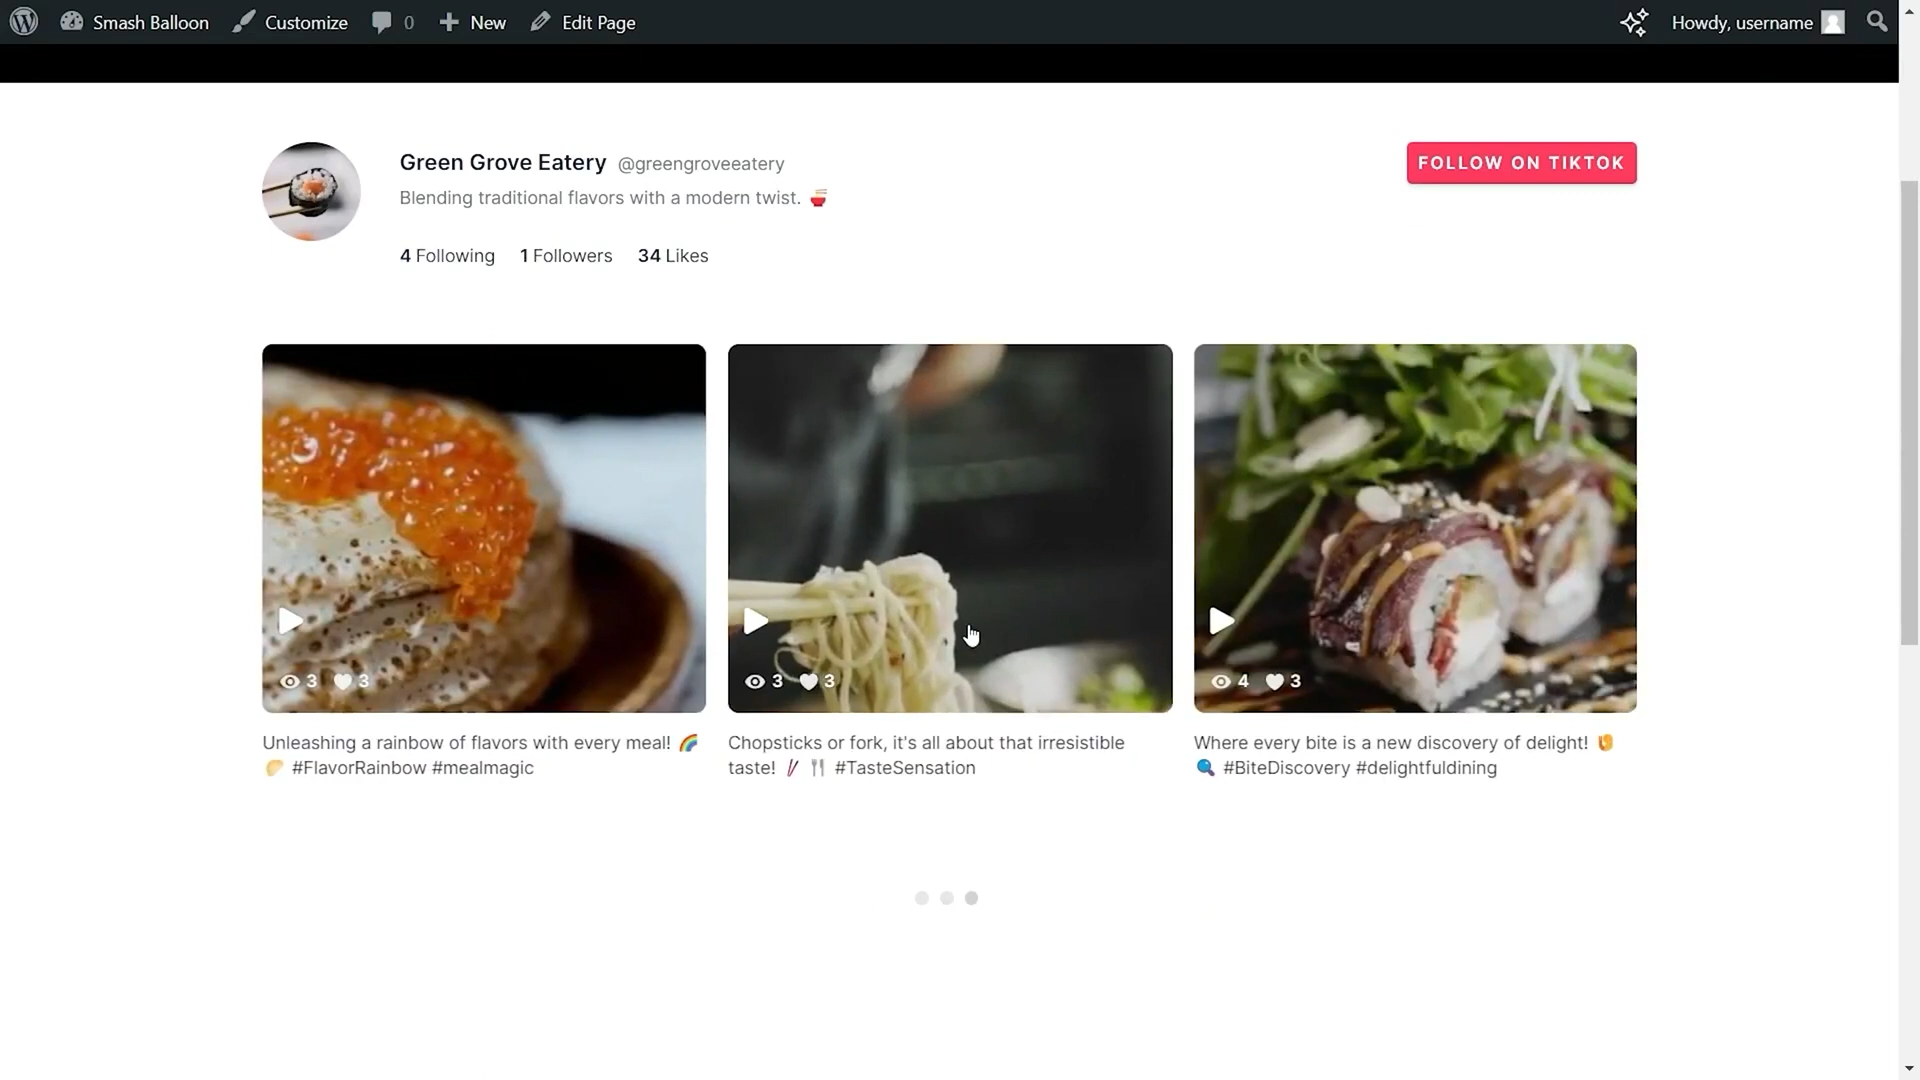 Smash Balloon Customize 0 New Edit Page Howdy, username
Green Grove Eatery @greengroveeatery
FOLLOW ON TIKTOK
Blending traditional flavors with a modern twist. 🍜
4 Following 1 Followers 34 Likes
3 3
3 3
4 3
Unleashing a rainbow of flavors with every meal! 🌈
🥟 #FlavorRainbow #mealmagic
Chopsticks or fork, it's all about that irresistible
taste! 🥢 🍴 #TasteSensation
Where every bite is a new discovery of delight! 🍤
🔍 #BiteDiscovery #delightfuldining